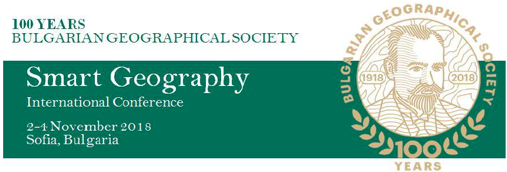 100 YEARS
BULGARIAN GEOGRAPHICAL SOCIETY
Smart Geography
International Conference
2-4 November 2018
Sofia, Bulgaria
BULGARIAN GEOGRAPHICAL SOCIETY
1918 2018
100
YEARS